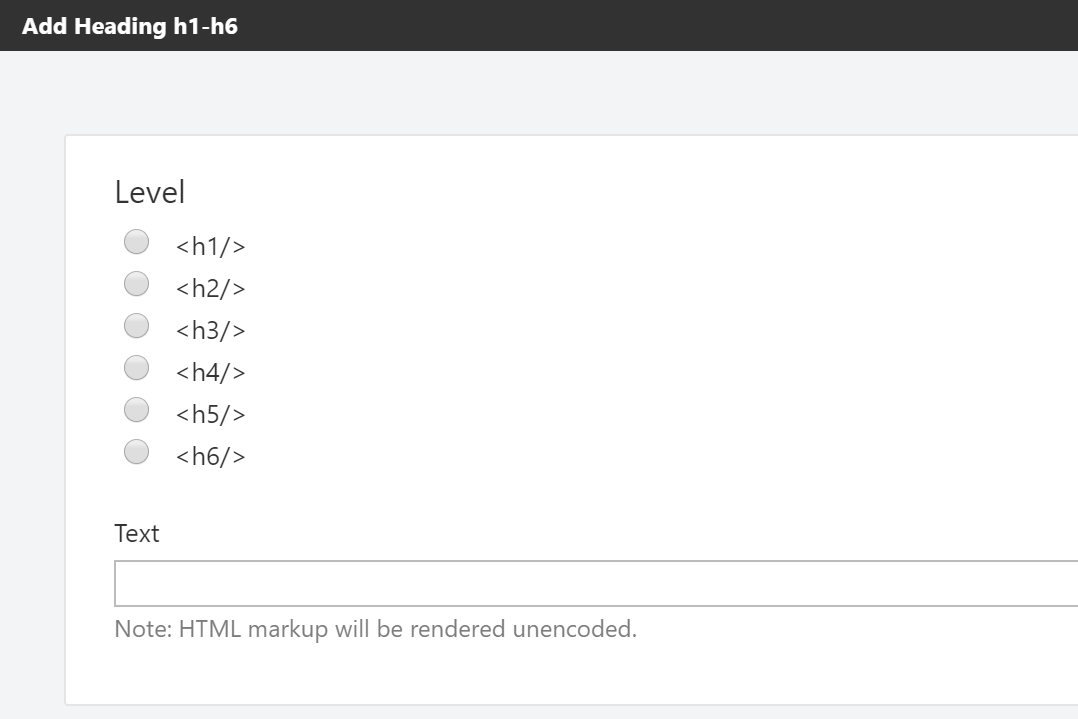 Add Heading h1-h6
Level
<h1/>
<h2/>
<h3/>
<h4/>
<h5/>
<h6/>
Text
Note: HTML markup will be rendered unencoded.